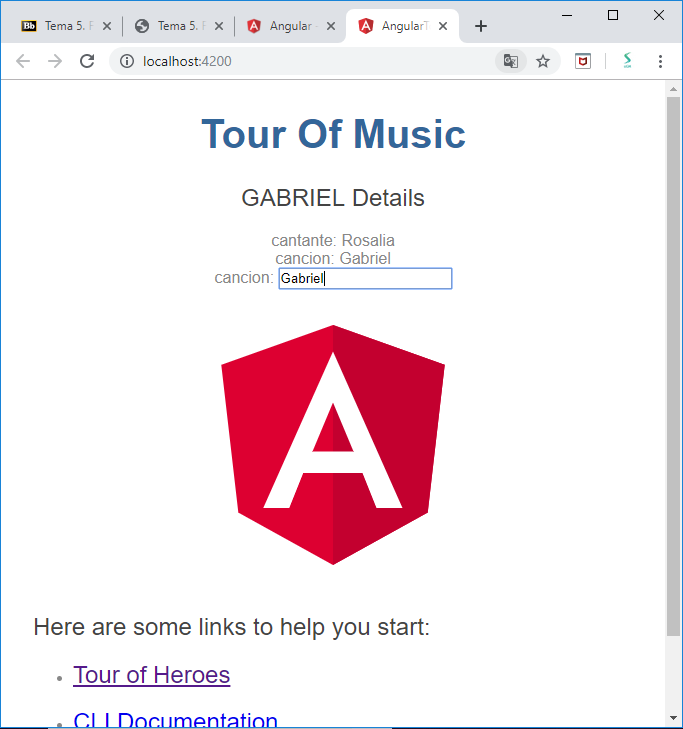 Bb Tema 5. F
Tema 5. F
Angular
AngularT
localhost:4200
Tour Of Music
GABRIEL Details
cantante: Rosalia
cancion: Gabriel
cancion: Gabriel
A
Here are some links to help you start:
Tour of Heroes
CLI Documentation